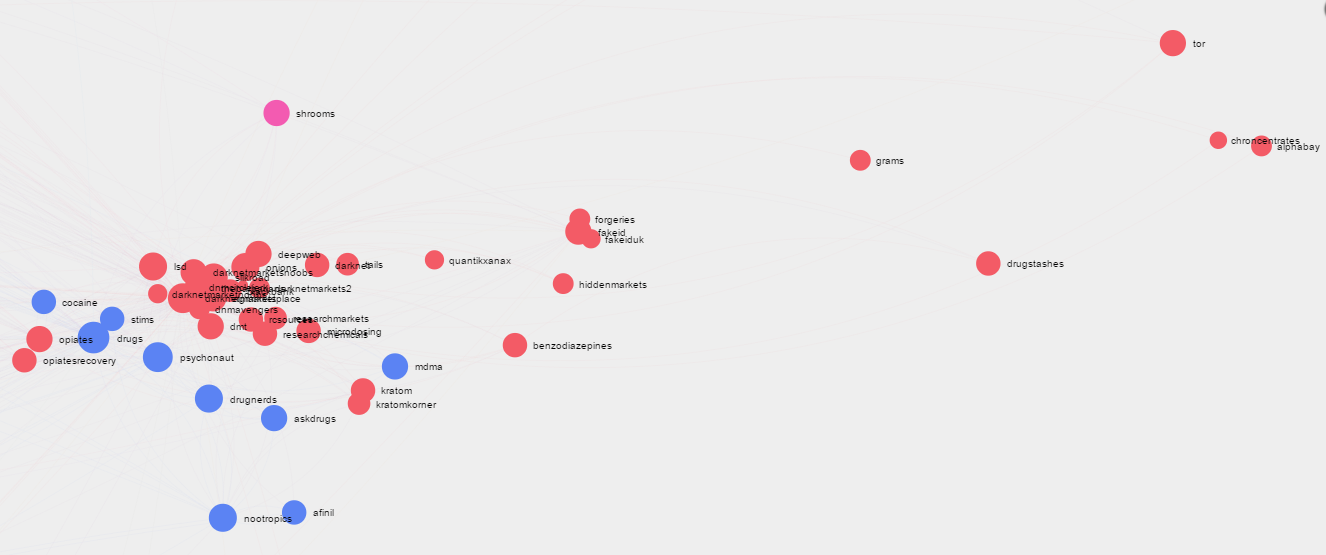 tor
shrooms
chroncentrates
alphabay
grams
forgeries
fakeid
fakeiduk
deepweb
quantikxanax
drugstashes
lsd
onions
darknet
tails
darknetmarketsnoobs
silkroad
hiddenmarkets
darknetmarkets2
cocaine
dnmavengers
stims
rcsources
researchmarkets
dmt
microdosing
researchchemicals
drugs
opiates
benzodiazepines
opiatesrecovery
psychonaut
mdma
kratom
drugnerds
kratomkorner
askdrugs
nootropics
afinil